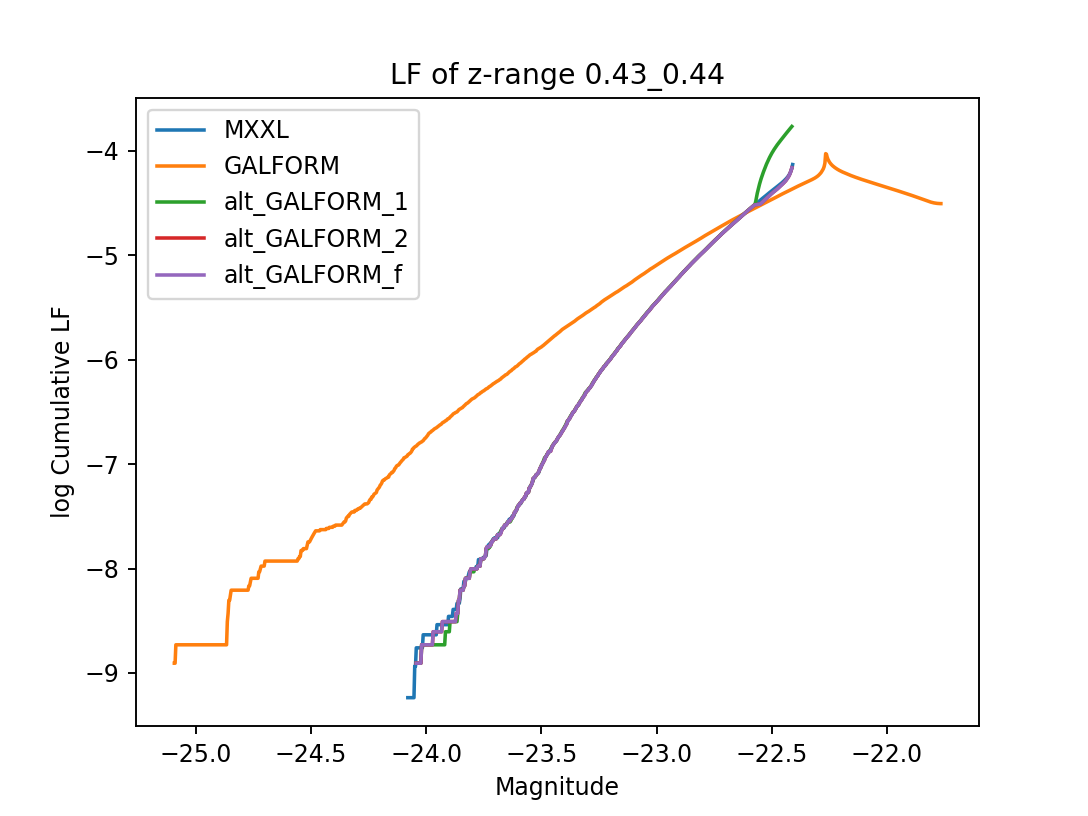 LF of z-range 0.43_0.44
MXXL
GALFORM
alt_GALFORM_1
alt_GALFORM_2
alt_GALFORM_f
log Cumulative LF
−4
−5
−6
−7
−8
−9
−25.0 −24.5 −24.0 −23.5 −23.0 −22.5 −22.0
Magnitude